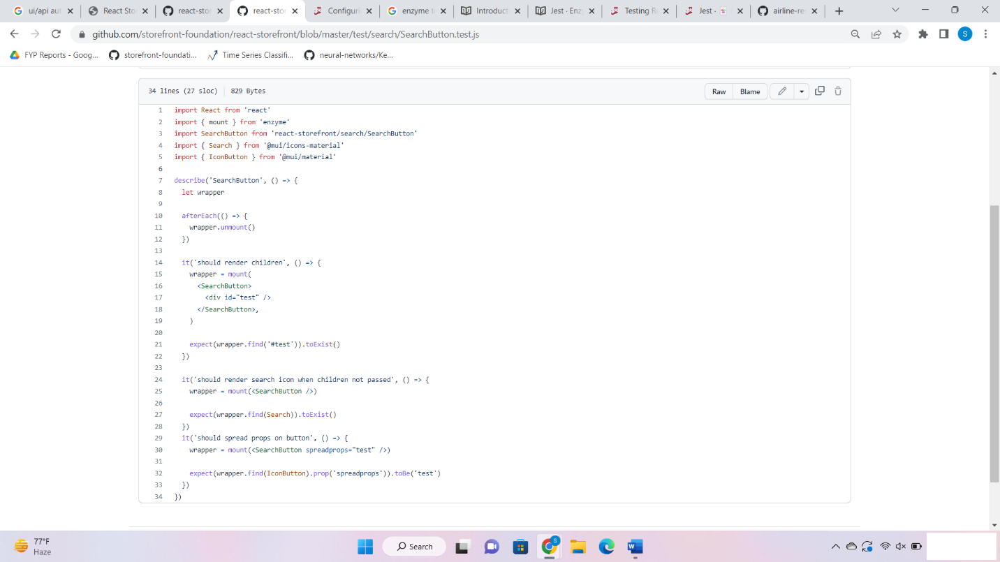 ui/api aut
React Sto
react-stor
react-stor
Configuri
enzyme t
Introduct
Jest · Enz
Testing R
Jest ·
airline-re
github.com/storefront-foundation/react-storefront/blob/master/test/search/SearchButton.test.js
S
FYP Reports - Goog...
storefront-foundati...
Time Series Classifi...
neural-networks/Ke...
34 lines (27 sloc) 829 Bytes
Raw Blame
1 import React from 'react'
2 import { mount } from 'enzyme'
3 import SearchButton from 'react-storefront/search/SearchButton'
4 import { Search } from '@mui/icons-material'
5 import { IconButton } from '@mui/material'
6
7 describe('SearchButton', () => {
8 let wrapper
9
10 afterEach(() => {
11 wrapper.unmount()
12 })
13
14 it('should render children', () => {
15 wrapper = mount(
16 <SearchButton>
17 <div id="test" />
18 </SearchButton>,
19 )
20
21 expect(wrapper.find('#test')).toExist()
22 })
23
24 it('should render search icon when children not passed', () => {
25 wrapper = mount(<SearchButton />)
26
27 expect(wrapper.find(Search)).toExist()
28 })
29 it('should spread props on button', () => {
30 wrapper = mount(<SearchButton spreadprops="test" />)
31
32 expect(wrapper.find(IconButton).prop('spreadprops')).toBe('test')
33 })
34 })
77°F
Haze
Search
S